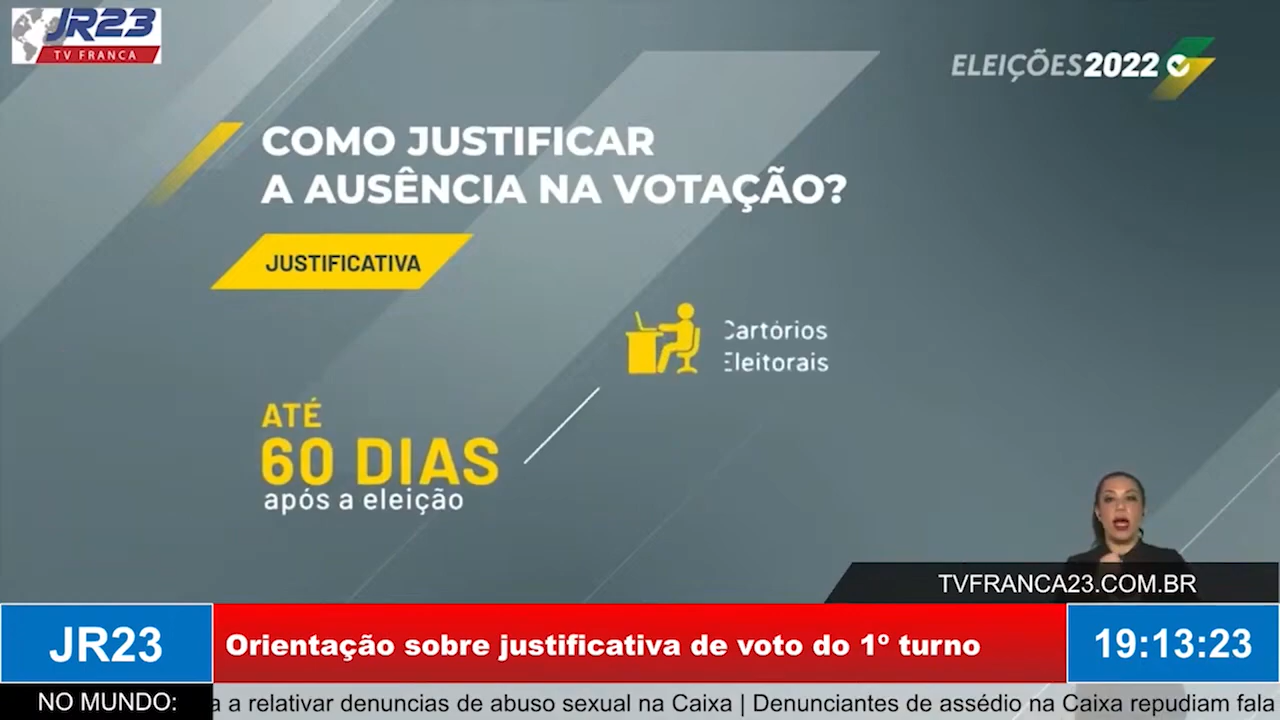 JR23
TV FRANCA
ELEIÇÕES 2022
COMO JUSTIFICAR
A AUSÊNCIA NA VOTAÇÃO?
JUSTIFICATIVA
Cartórios
Eleitorais
ATÉ
60 DIAS
após a eleição
TVFRANCA23.COM.BR
JR23
Orientação sobre justificativa de voto do 1º turno
19:13:23
NO MUNDO: a a relativar denuncias de abuso sexual na Caixa | Denunciantes de assédio na Caixa repudiam fala